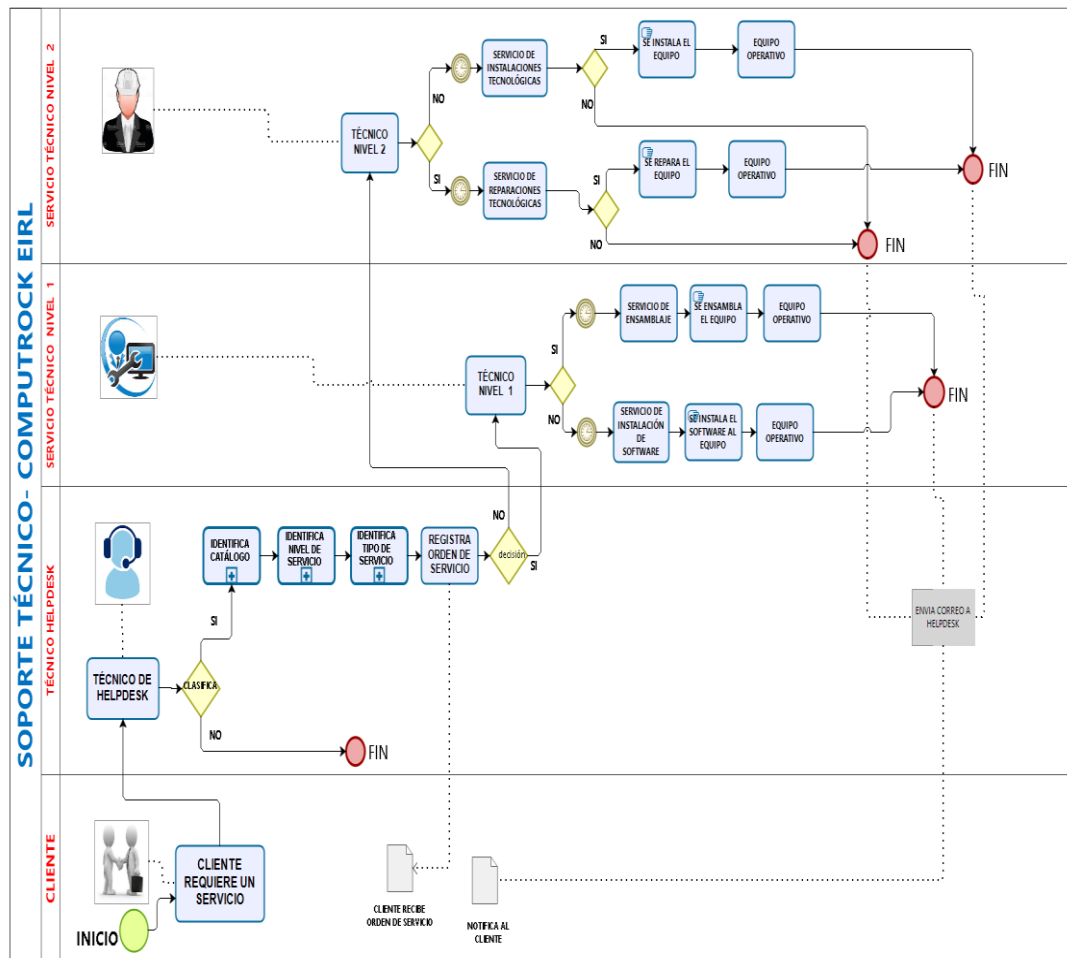 SOPORTE TÉCNICO- COMPUTROCK EIRL
SERVICIO TÉCNICO NIVEL 2
TÉCNICO
NIVEL 2
NO
SI
SERVICIO DE
INSTALACIONES
TECNOLÓGICAS
SI
NO
SE INSTALA EL
EQUIPO
EQUIPO
OPERATIVO
SERVICIO DE
REPARACIONES
TECNOLÓGICAS
SI
NO
SE REPARA EL
EQUIPO
EQUIPO
OPERATIVO
FIN
FIN
SERVICIO TÉCNICO NIVEL 1
TÉCNICO
NIVEL 1
SI
NO
SERVICIO DE
ENSAMBLAJE
SE ENSAMBLA
EL EQUIPO
EQUIPO
OPERATIVO
SERVICIO DE
INSTALACIÓN
DE
SOFTWARE
SE INSTALA EL
SOFTWARE AL
EQUIPO
EQUIPO
OPERATIVO
FIN
TÉCNICO HELPDESK
TÉCNICO DE
HELPDESK
CLASIFICA
SI
NO
FIN
IDENTIFICA
CATÁLOGO
IDENTIFICA
NIVEL DE
SERVICIO
IDENTIFICA
TIPO DE
SERVICIO
REGISTRA
ORDEN DE
SERVICIO
decisión
NO
SI
ENVIA CORREO A
HELPDESK
CLIENTE
INICIO
CLIENTE
REQUIERE UN
SERVICIO
CLIENTE RECIBE
ORDEN DE SERVICIO
NOTIFICA AL
CLIENTE